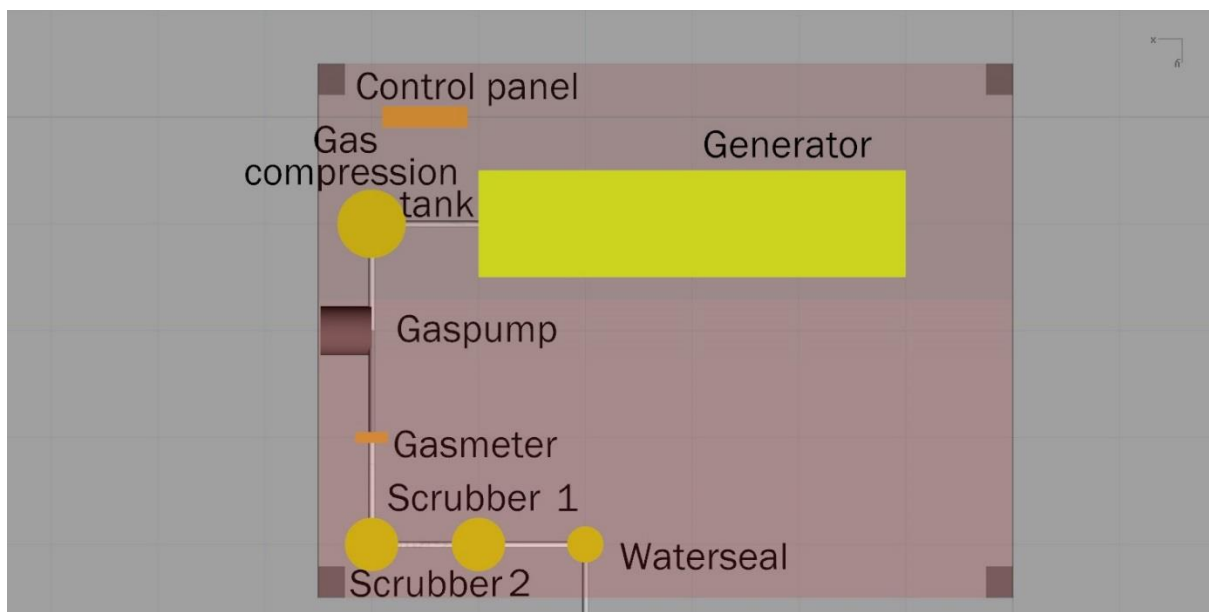 Control panel
Gas
compression
tank
Generator
Gaspump
Gasmeter
Scrubber 1
Waterseal
Scrubber 2
x